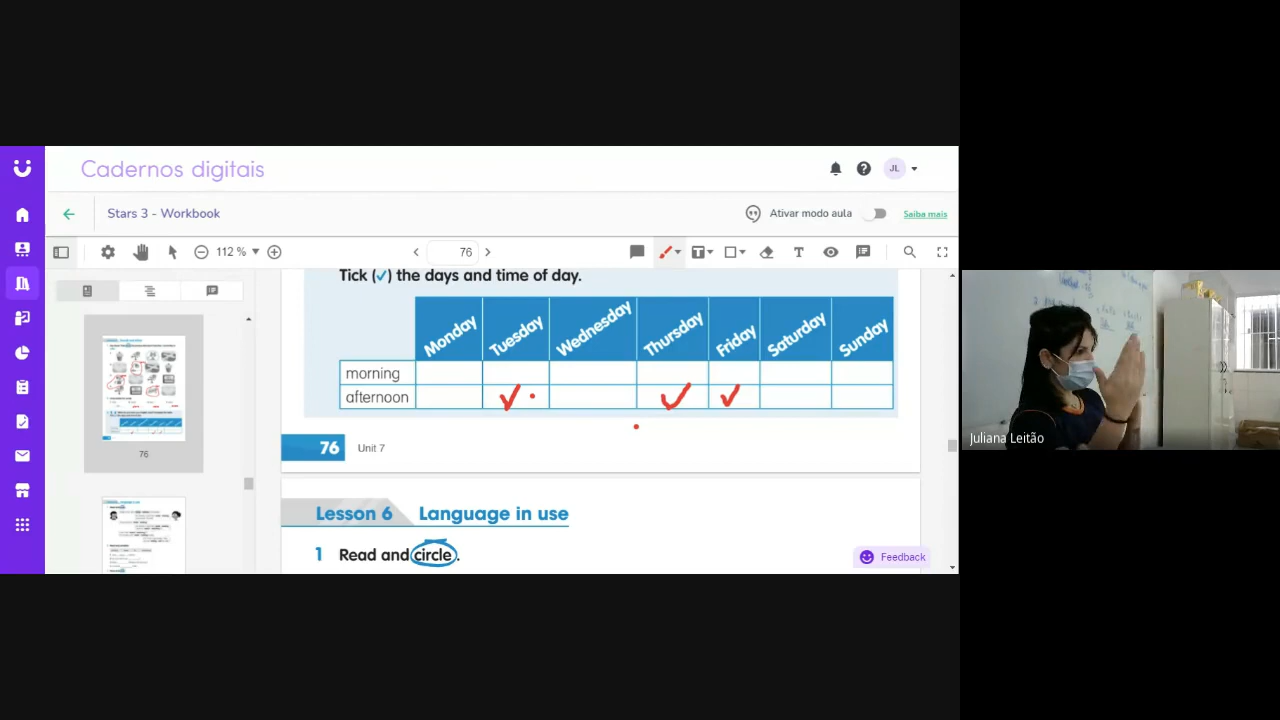 Cadernos digitais
JL
Stars 3 - Workbook
Ativar modo aula
Saiba mais
112 %
76
Tick (✓) the days and time of day.
Monday Tuesday Wednesday Thursday Friday Saturday Sunday
morning
afternoon
76 Unit 7
76
Lesson 6 Language in use
1 Read and circle.
Feedback
Juliana Leitão